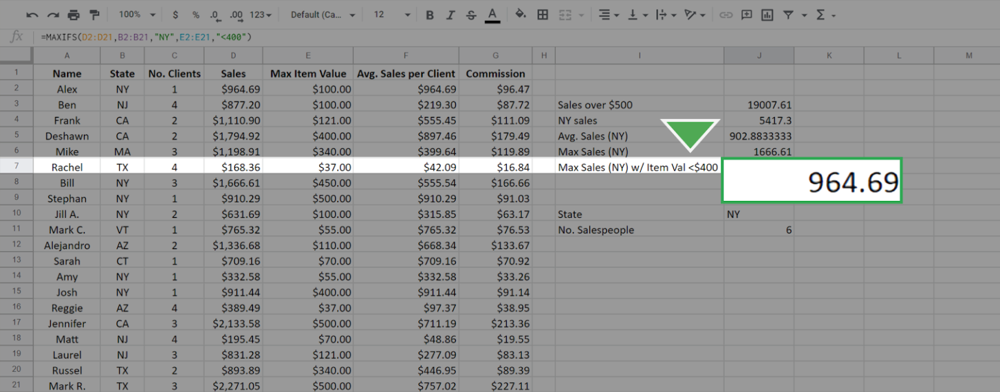 100% $ % .0 .00 123 Default (Ca... 12 B I S A Σ
fx =MAXIFS(D2:D21,B2:B21,"NY",E2:E21,"<400")
A B C D E F G H I J K L M
1 Name State No. Clients Sales Max Item Value Avg. Sales per Client Commission
2 Alex NY 1 $964.69 $100.00 $964.69 $96.47
3 Ben NJ 4 $877.20 $100.00 $219.30 $87.72 Sales over $500 19007.61
4 Frank CA 2 $1,110.90 $121.00 $555.45 $111.09 NY sales 5417.3
5 Deshawn CA 2 $1,794.92 $400.00 $897.46 $179.49 Avg. Sales (NY) 902.8833333
6 Mike MA 3 $1,198.91 $340.00 $399.64 $119.89 Max Sales (NY) 1666.61
7 Rachel TX 4 $168.36 $37.00 $42.09 $16.84 Max Sales (NY) w/ Item Val <$400 964.69
8 Bill NY 3 $1,666.61 $450.00 $555.54 $166.66
9 Stephan NY 1 $910.29 $500.00 $910.29 $91.03
10 Jill A. NY 2 $631.69 $100.00 $315.85 $63.17 State NY
11 Mark C. VT 1 $765.32 $55.00 $765.32 $76.53 No. Salespeople 6
12 Alejandro AZ 2 $1,336.68 $110.00 $668.34 $133.67
13 Sarah CT 1 $709.16 $70.00 $709.16 $70.92
14 Amy NY 1 $332.58 $55.00 $332.58 $33.26
15 Josh NY 1 $911.44 $400.00 $911.44 $91.14
16 Reggie AZ 4 $389.49 $37.00 $97.37 $38.95
17 Jennifer CA 3 $2,133.58 $500.00 $711.19 $213.36
18 Matt NJ 4 $195.45 $70.00 $48.86 $19.55
19 Laurel NJ 3 $831.28 $121.00 $277.09 $83.13
20 Russel TX 2 $893.89 $340.00 $446.95 $89.39
21 Mark R. TX 3 $2,271.05 $500.00 $757.02 $227.11